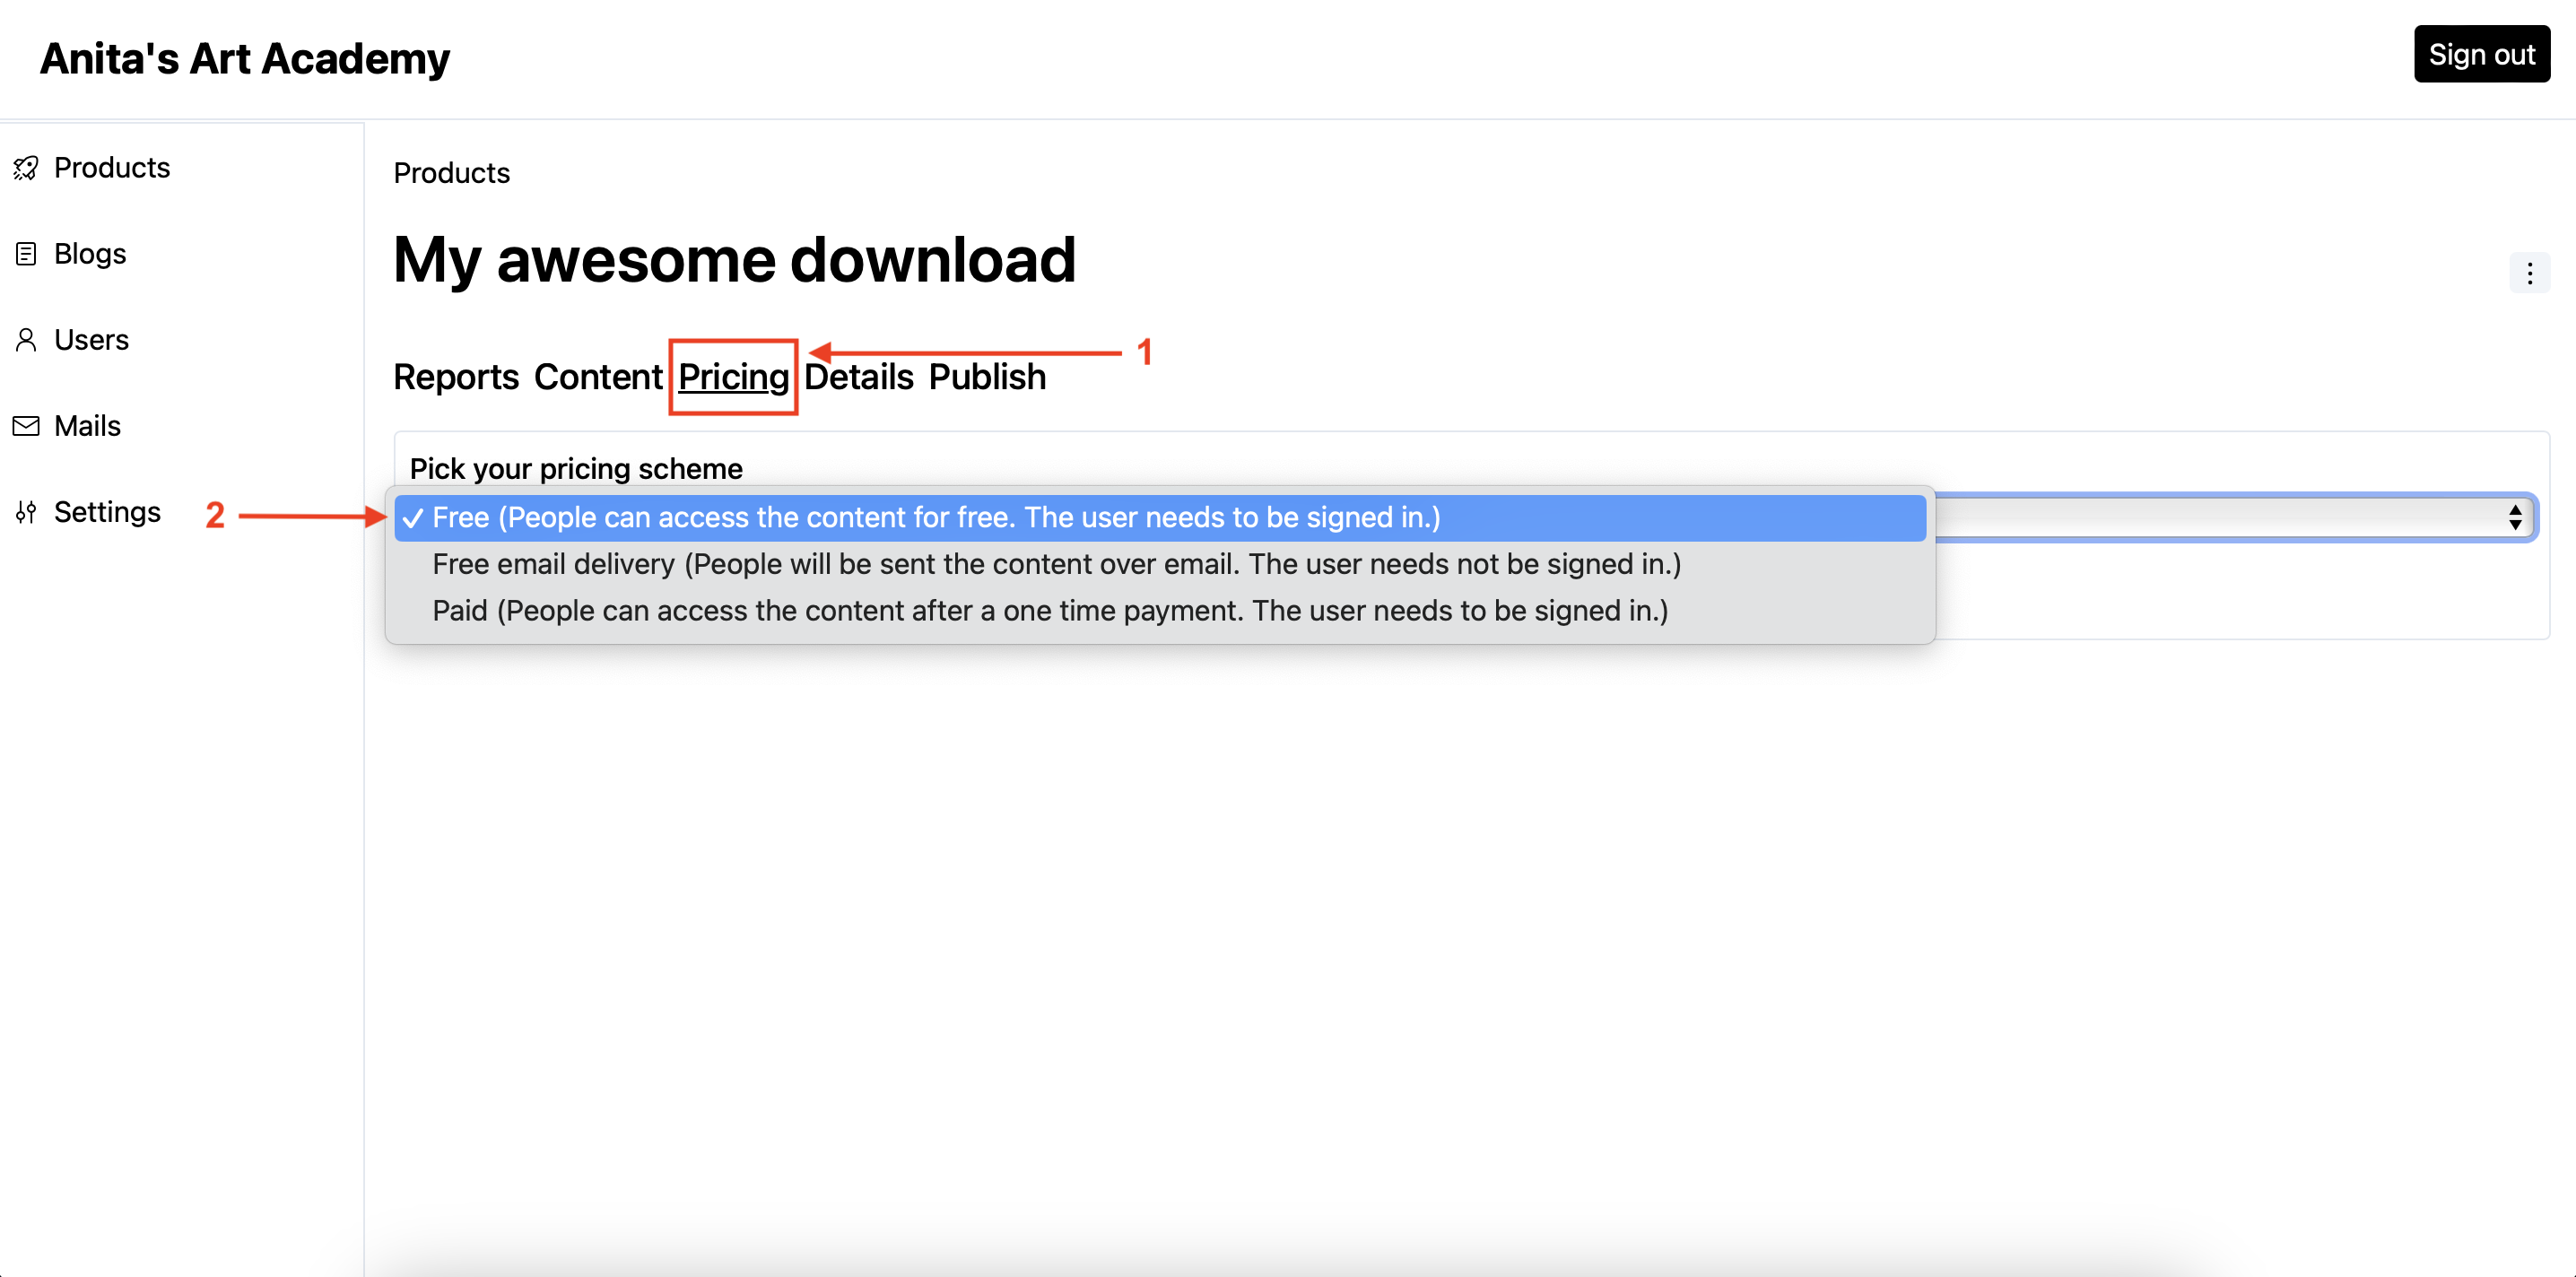 Anita's Art Academy
Sign out
Products
Blogs
Users
Mails
Settings
Products
My awesome download
Reports Content Pricing Details Publish
1
Pick your pricing scheme
2
✓ Free (People can access the content for free. The user needs to be signed in.)
Free email delivery (People will be sent the content over email. The user needs not be signed in.)
Paid (People can access the content after a one time payment. The user needs to be signed in.)